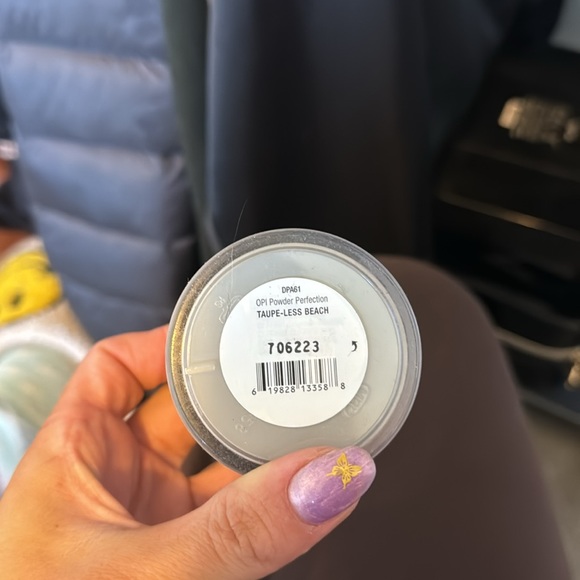 DPA61
OPI Powder Perfection
TAUPE-LESS BEACH
706223
6 19828 13358 8